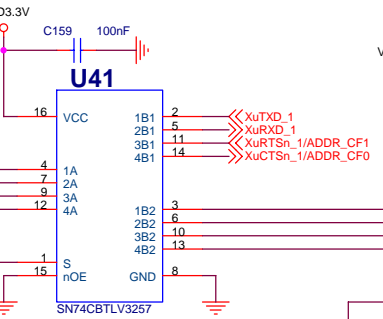 D3.3V
C159 100nF
U41
16 VCC 1B1 2 XuTXD_1
2B1 5 XuRXD_1
3B1 11 XuRTSn_1/ADDR_CF1
4B1 14 XuCTSn_1/ADDR_CF0
4 1A
7 2A
9 3A
12 4A
1B2 3
2B2 6
3B2 10
4B2 13
1 S
15 nOE GND 8
SN74CBTLV3257
V